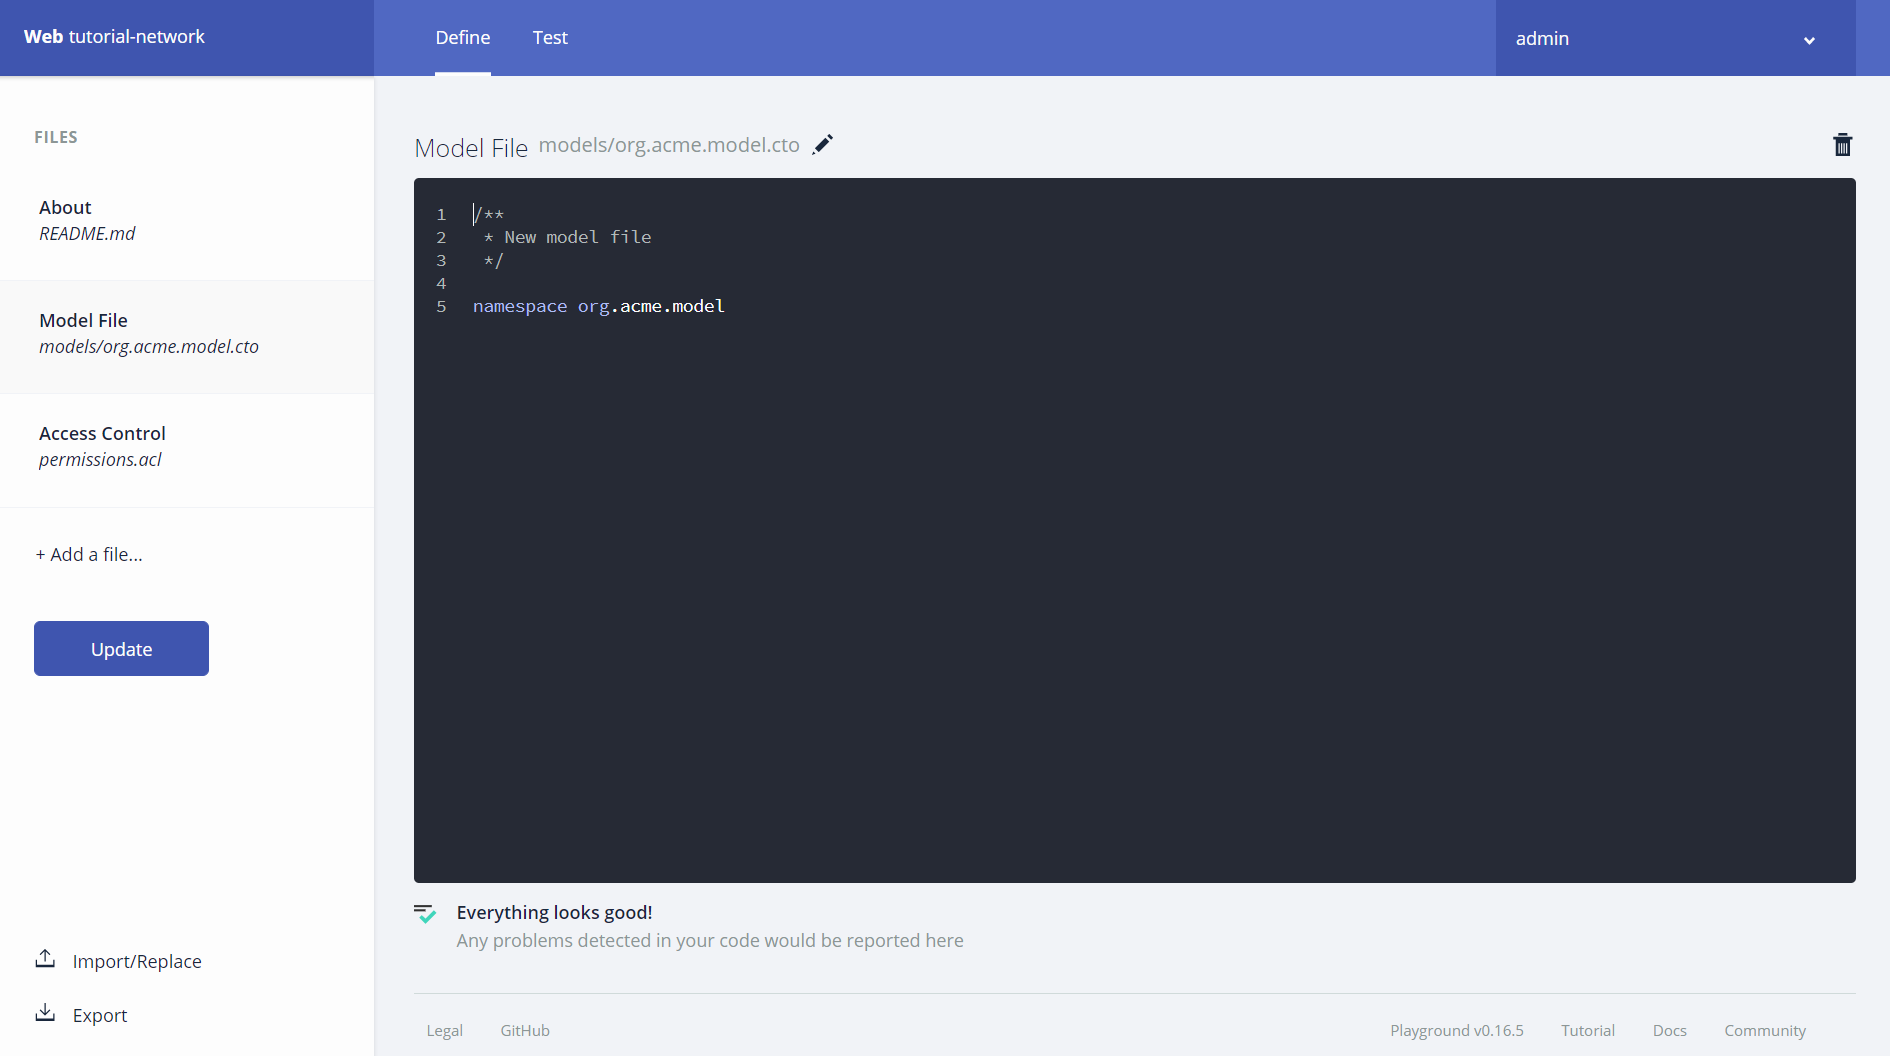 Web tutorial-network
Define
Test
admin
FILES
About
README.md
Model File
models/org.acme.model.cto
Access Control
permissions.acl
+ Add a file...
Update
Import/Replace
Export
Model File models/org.acme.model.cto
1 /**
2  * New model file
3  */
4
5 namespace org.acme.model
Everything looks good!
Any problems detected in your code would be reported here
Legal
GitHub
Playground v0.16.5
Tutorial
Docs
Community